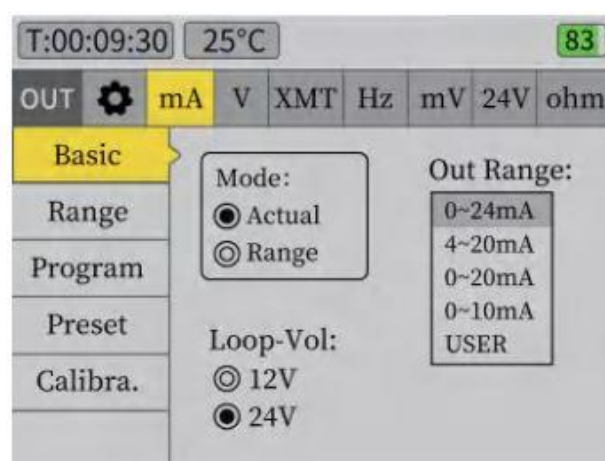 T:00:09:30 25°C 83
OUT mA V XMT Hz mV 24V ohm
Basic
Range
Program
Preset
Calibra.
Mode:
Actual
Range
Loop-Vol:
12V
24V
Out Range:
0~24mA
4~20mA
0~20mA
0~10mA
USER